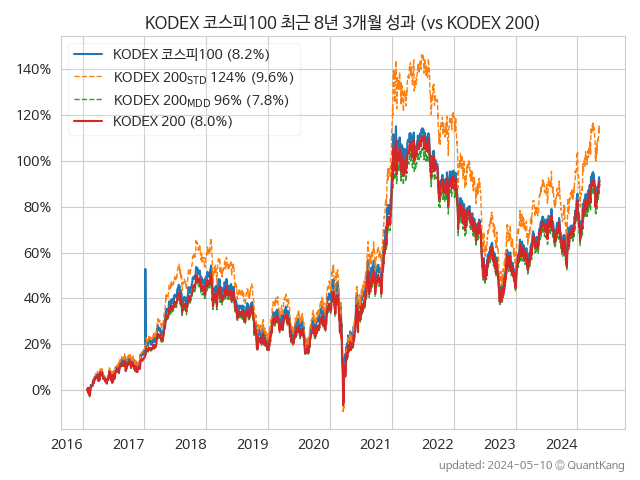 KODEX 코스피100 최근 8년 3개월 성과 (vs KODEX 200)
KODEX 코스피100 (8.2%)
KODEX 200STD 124% (9.6%)
KODEX 200MDD 96% (7.8%)
KODEX 200 (8.0%)
140%
120%
100%
80%
60%
40%
20%
0%
2016 2017 2018 2019 2020 2021 2022 2023 2024
updated: 2024-05-10 © QuantKang